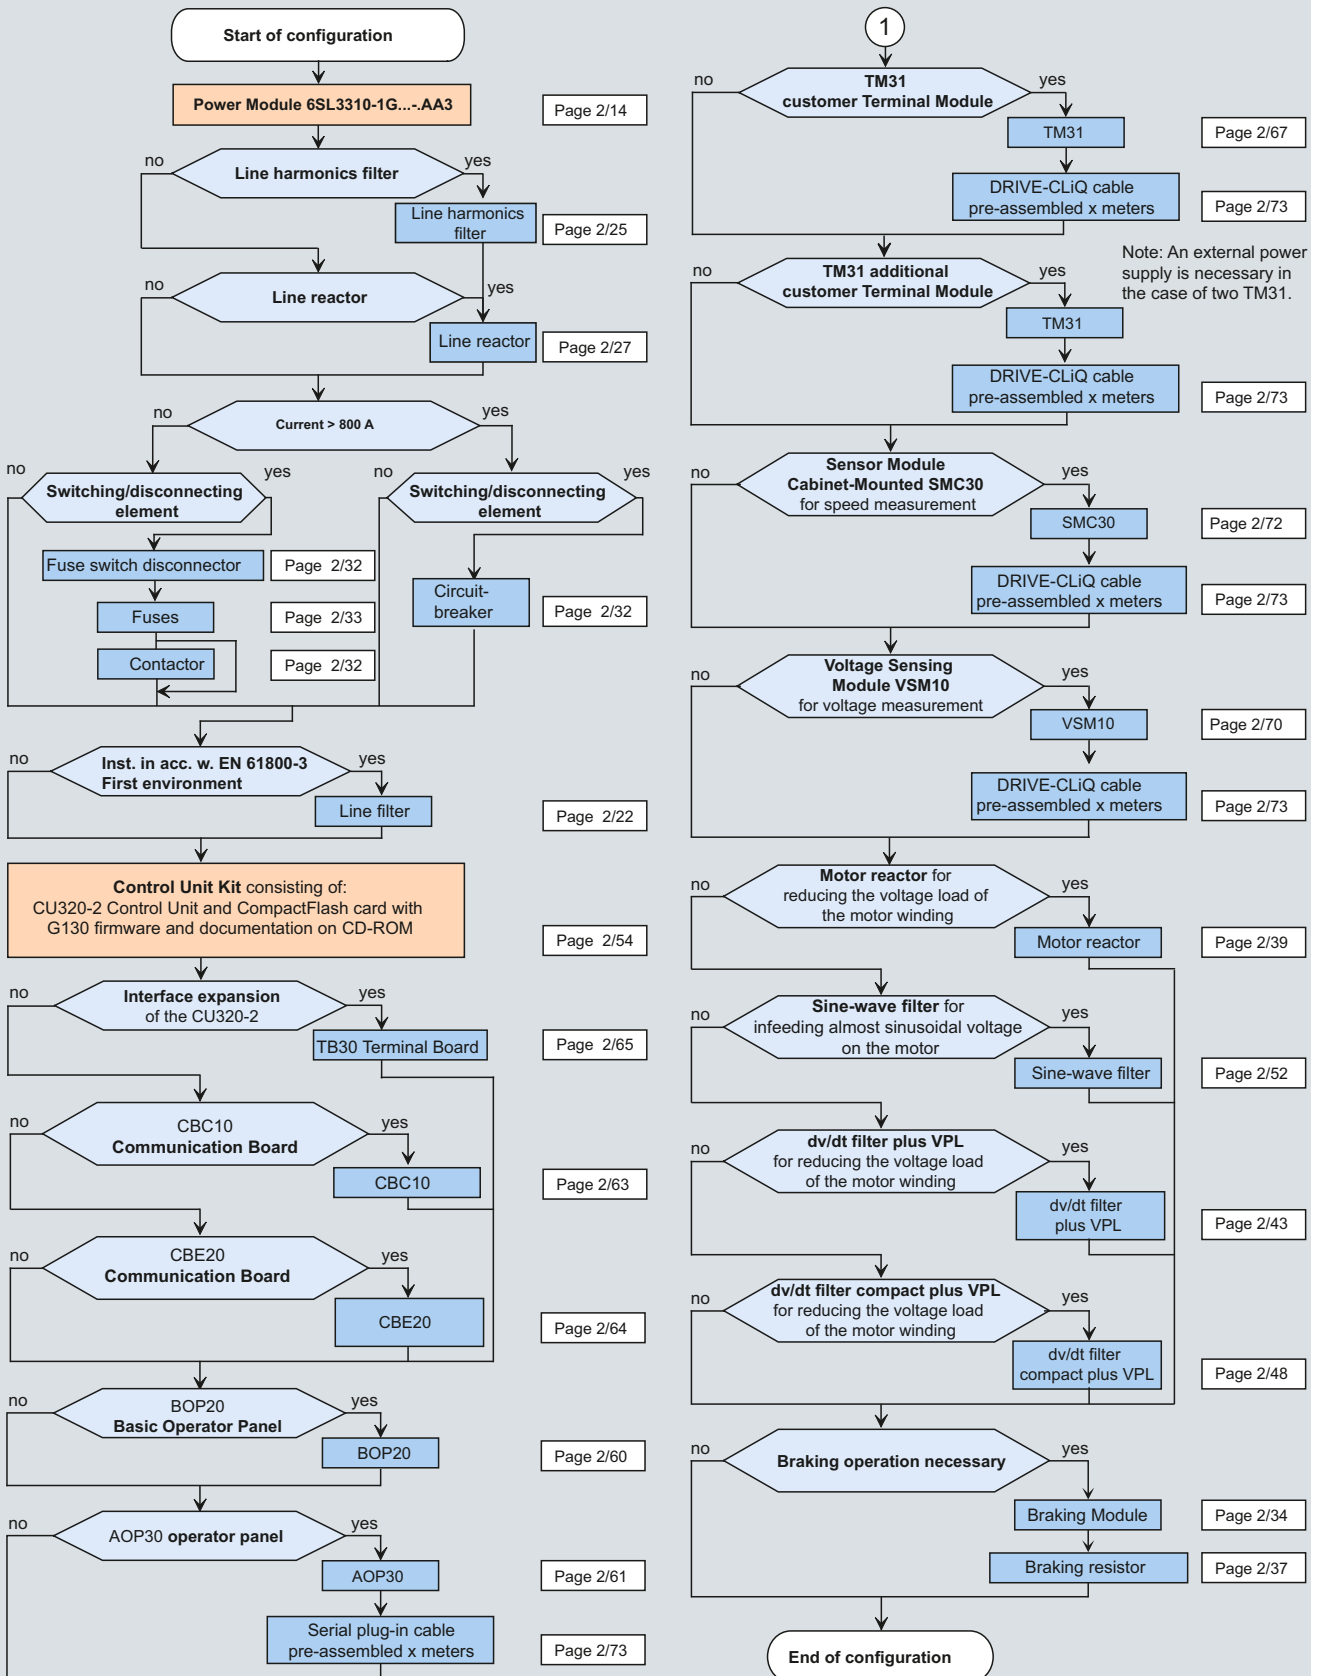 Start of configuration
Power Module 6SL3310-1G...-.AA3
Page 2/14
no
yes
Line harmonics filter
Line harmonics
filter
Page 2/25
no
yes
Line reactor
Line reactor
Page 2/27
no
yes
Current > 800 A
no
yes
Switching/disconnecting
element
no
yes
Switching/disconnecting
element
Fuse switch disconnector
Page 2/32
Fuses
Page 2/33
Contactor
Page 2/32
Circuit-
breaker
Page 2/32
no
yes
Inst. in acc. w. EN 61800-3
First environment
Line filter
Page 2/22
Control Unit Kit consisting of:
CU320-2 Control Unit and CompactFlash card with
G130 firmware and documentation on CD-ROM
Page 2/54
no
yes
Interface expansion
of the CU320-2
TB30 Terminal Board
Page 2/65
no
yes
CBC10
Communication Board
CBC10
Page 2/63
no
yes
CBE20
Communication Board
CBE20
Page 2/64
no
yes
BOP20
Basic Operator Panel
BOP20
Page 2/60
no
yes
AOP30 operator panel
AOP30
Page 2/61
Serial plug-in cable
pre-assembled x meters
Page 2/73
1
no
yes
TM31
customer Terminal Module
TM31
Page 2/67
DRIVE-CLiQ cable
pre-assembled x meters
Page 2/73
Note: An external power
supply is necessary in
the case of two TM31.
no
yes
TM31 additional
customer Terminal Module
TM31
DRIVE-CLiQ cable
pre-assembled x meters
Page 2/73
no
yes
Sensor Module
Cabinet-Mounted SMC30
for speed measurement
SMC30
Page 2/72
DRIVE-CLiQ cable
pre-assembled x meters
Page 2/73
no
yes
Voltage Sensing
Module VSM10
for voltage measurement
VSM10
Page 2/70
DRIVE-CLiQ cable
pre-assembled x meters
Page 2/73
no
yes
Motor reactor for
reducing the voltage load of
the motor winding
Motor reactor
Page 2/39
no
yes
Sine-wave filter for
infeeding almost sinusoidal voltage
on the motor
Sine-wave filter
Page 2/52
no
yes
dv/dt filter plus VPL
for reducing the voltage load
of the motor winding
dv/dt filter
plus VPL
Page 2/43
no
yes
dv/dt filter compact plus VPL
for reducing the voltage load
of the motor winding
dv/dt filter
compact plus VPL
Page 2/48
no
yes
Braking operation necessary
Braking Module
Page 2/34
Braking resistor
Page 2/37
End of configuration